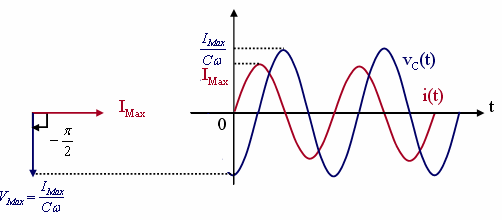 I_Max/Cω
I_Max
v_C(t)
i(t)
t
0
I_Max
-π/2
V_Max = I_Max/Cω